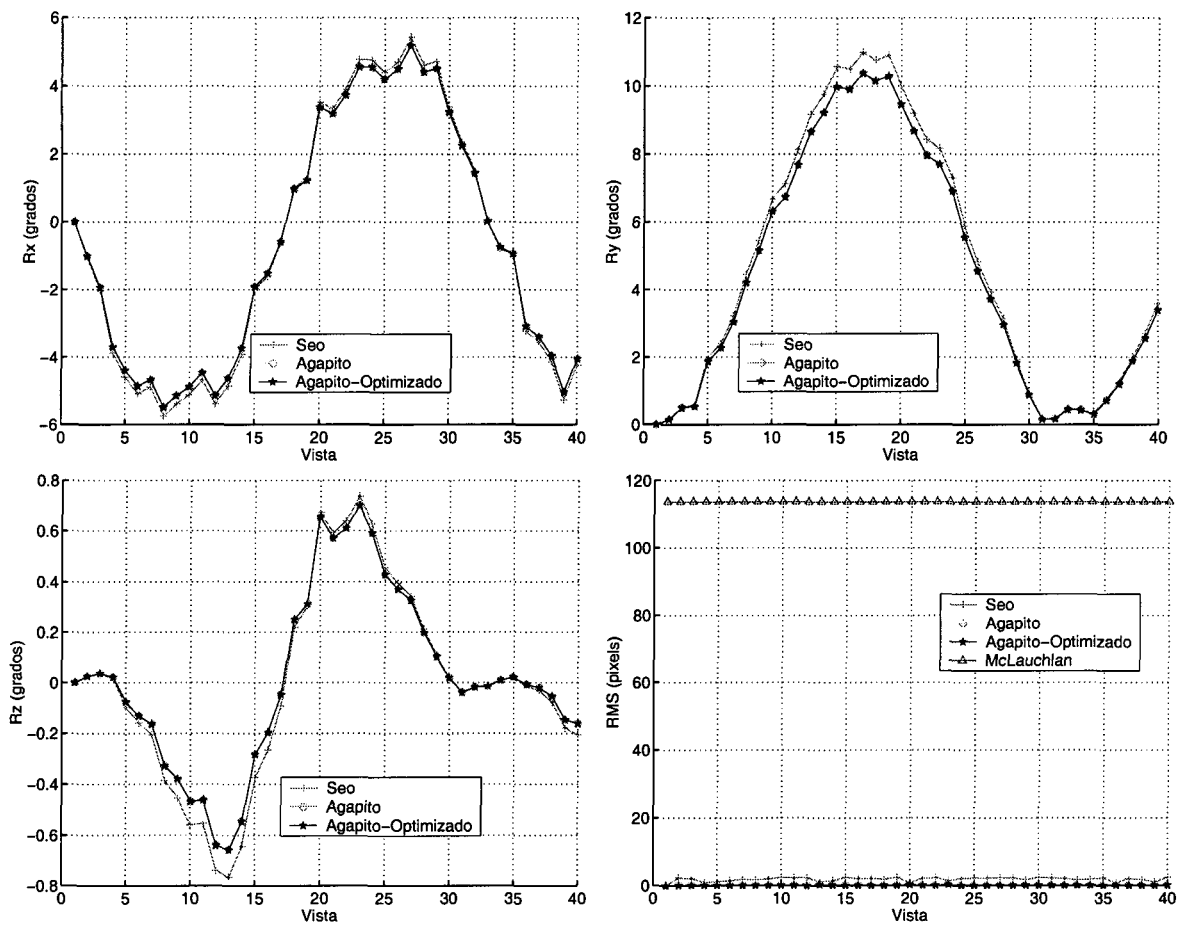 6
4
2
0
−2
−4
−6
Rx (grados)
0 5 10 15 20 25 30 35 40
Vista
Seo
Agapito
Agapito−Optimizado
12
10
8
6
4
2
0
Ry (grados)
0 5 10 15 20 25 30 35 40
Vista
Seo
Agapito
Agapito−Optimizado
0.8
0.6
0.4
0.2
0
−0.2
−0.4
−0.6
−0.8
Rz (grados)
0 5 10 15 20 25 30 35 40
Vista
Seo
Agapito
Agapito−Optimizado
120
100
80
60
40
20
0
RMS (pixels)
0 5 10 15 20 25 30 35 40
Vista
Seo
Agapito
Agapito−Optimizado
McLauchlan